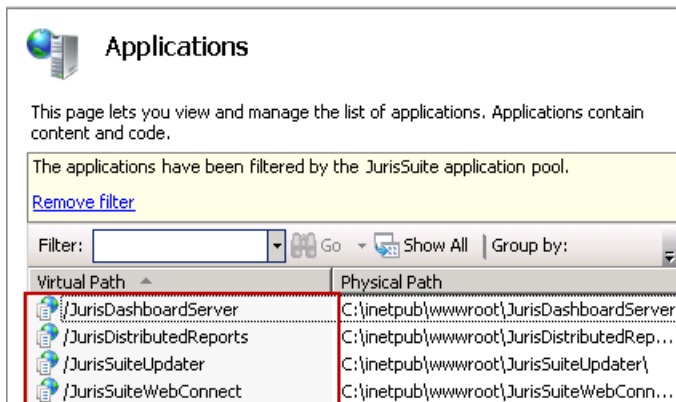 Applications
This page lets you view and manage the list of applications. Applications contain
content and code.
The applications have been filtered by the JurisSuite application pool.
Remove filter
Filter: Go Show All Group by:
Virtual Path Physical Path
/JurisDashboardServer C:\inetpub\wwwroot\JurisDashboardServer
/JurisDistributedReports C:\inetpub\wwwroot\JurisDistributedRep...
/JurisSuiteUpdater C:\inetpub\wwwroot\JurisSuiteUpdater\
/JurisSuiteWebConnect C:\inetpub\wwwroot\JurisSuiteWebConn...